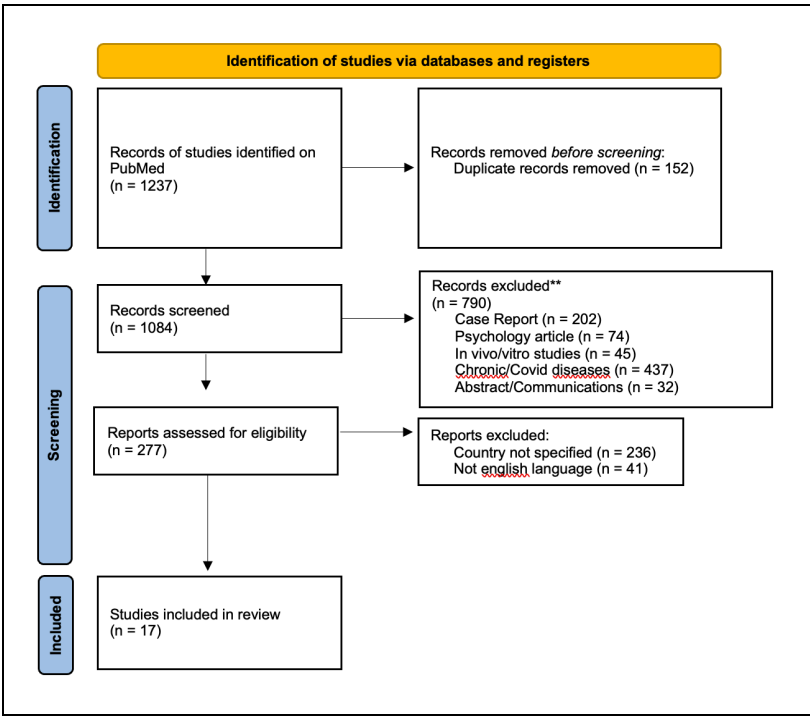 Identification of studies via databases and registers
Identification
Records of studies identified on
PubMed
(n = 1237)
Records removed before screening:
Duplicate records removed (n = 152)
Screening
Records screened
(n = 1084)
Records excluded**
(n = 790)
Case Report (n = 202)
Psychology article (n = 74)
In vivo/vitro studies (n = 45)
Chronic/Covid diseases (n = 437)
Abstract/Communications (n = 32)
Reports assessed for eligibility
(n = 277)
Reports excluded:
Country not specified (n = 236)
Not english language (n = 41)
Included
Studies included in review
(n = 17)